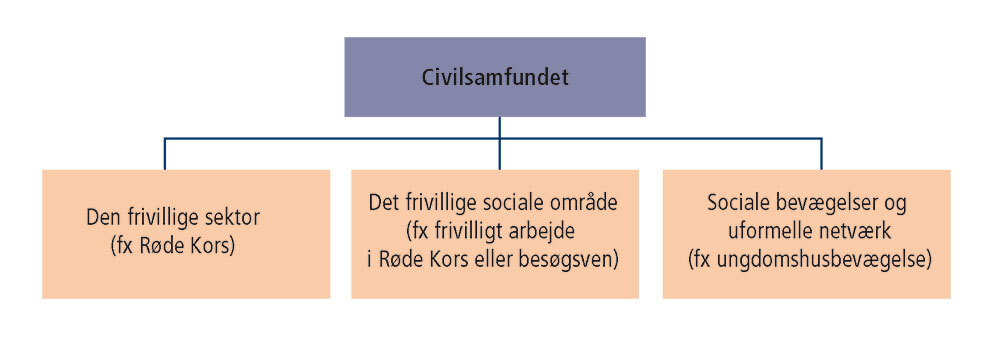 Civilsamfundet
Den frivillige sektor
(fx Røde Kors)
Det frivillige sociale område
(fx frivilligt arbejde
i Røde Kors eller besøgsven)
Sociale bevægelser og
uformelle netværk
(fx ungdomshusbevægelse)